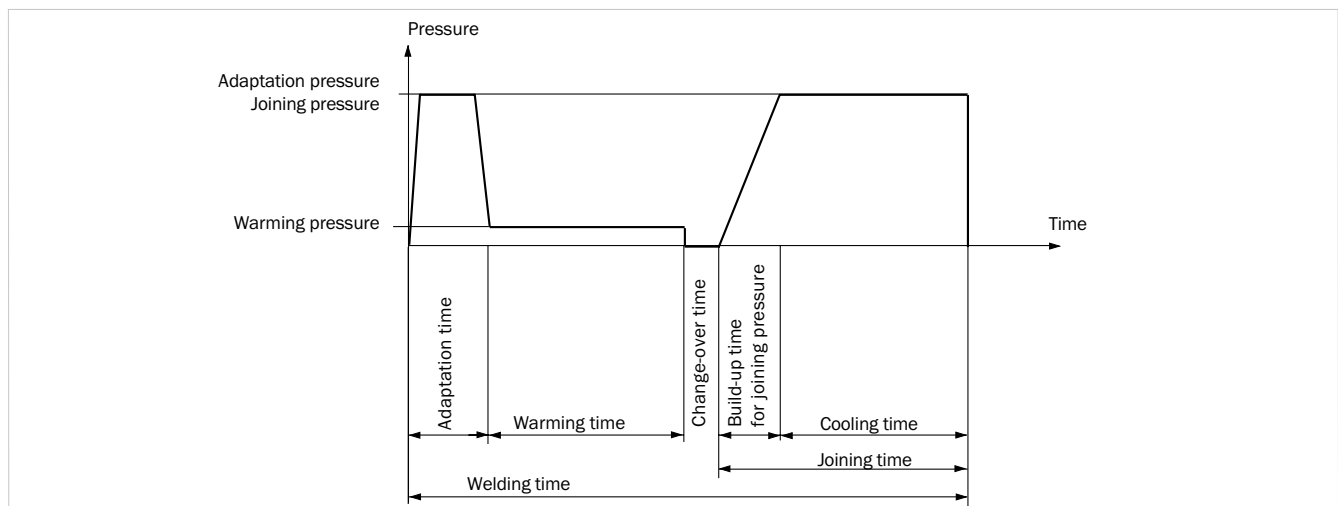 Pressure
Adaptation pressure
Joining pressure
Warming pressure
Time
Adaptation time
Warming time
Change-over time
Build-up time
for joining pressure
Cooling time
Joining time
Welding time